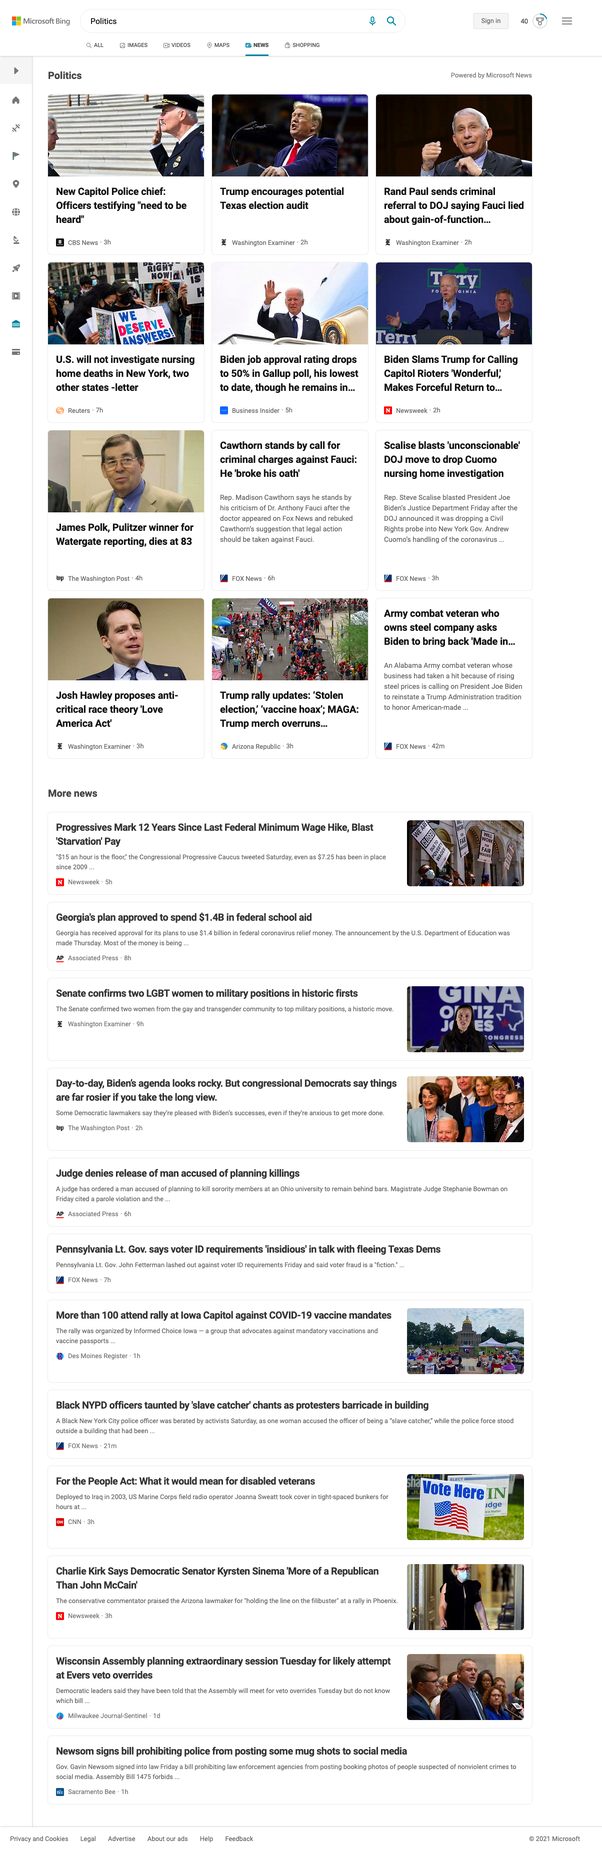 Microsoft Bing
Politics
Sign in
40
ALL
IMAGES
VIDEOS
MAPS
NEWS
SHOPPING
Politics
Powered by Microsoft News
New Capitol Police chief:
Officers testifying "need to be
heard"
CBS News · 3h
Trump encourages potential
Texas election audit
Washington Examiner · 2h
Rand Paul sends criminal
referral to DOJ saying Fauci lied
about gain-of-function...
Washington Examiner · 2h
RIGHT
NOW!
HERE
IS
WE
DESERVE
ANSWERS!
U.S. will not investigate nursing
home deaths in New York, two
other states -letter
Reuters · 7h
Biden job approval rating drops
to 50% in Gallup poll, his lowest
to date, though he remains in...
Business Insider · 5h
Terry
Terry
Biden Slams Trump for Calling
Capitol Rioters 'Wonderful,'
Makes Forceful Return to...
Newsweek · 2h
James Polk, Pulitzer winner for
Watergate reporting, dies at 83
The Washington Post · 4h
Cawthorn stands by call for
criminal charges against Fauci:
He 'broke his oath'
Rep. Madison Cawthorn says he stands by
his criticism of Dr. Anthony Fauci after the
doctor appeared on Fox News and rebuked
Cawthorn's suggestion that legal action
should be taken against Fauci.
FOX News · 6h
Scalise blasts 'unconscionable'
DOJ move to drop Cuomo
nursing home investigation
Rep. Steve Scalise blasted President Joe
Biden's Justice Department Friday after the
DOJ announced it was dropping a Civil
Rights probe into New York Gov. Andrew
Cuomo's handling of the coronavirus ...
FOX News · 3h
Josh Hawley proposes anti-
critical race theory 'Love
America Act'
Washington Examiner · 3h
Trump rally updates: 'Stolen
election,' 'vaccine hoax'; MAGA:
Trump merch overruns...
Arizona Republic · 3h
Army combat veteran who
owns steel company asks
Biden to bring back 'Made in...
An Alabama Army combat veteran whose
business had taken a hit because of rising
steel prices is calling on President Joe Biden
to reinstate a Trump Administration tradition
to honor American-made ...
FOX News · 42m
More news
Progressives Mark 12 Years Since Last Federal Minimum Wage Hike, Blast
'Starvation' Pay
"$15 an hour is the floor," the Congressional Progressive Caucus tweeted Saturday, even as $7.25 has been in place
since 2009 ...
Newsweek · 5h
Georgia's plan approved to spend $1.4B in federal school aid
Georgia has received approval for its plans to use $1.4 billion in federal coronavirus relief money. The announcement by the U.S. Department of Education was
made Thursday. Most of the money is being ...
Associated Press · 8h
Senate confirms two LGBT women to military positions in historic firsts
The Senate confirmed two women from the gay and transgender community to top military positions, a historic move.
Washington Examiner · 9h
GINA
ORTIZ
JONES
CONGRESS
Day-to-day, Biden's agenda looks rocky. But congressional Democrats say things
are far rosier if you take the long view.
Some Democratic lawmakers say they're pleased with Biden's successes, even if they're anxious to get more done.
The Washington Post · 2h
Judge denies release of man accused of planning killings
A judge has ordered a man accused of planning to kill sorority members at an Ohio university to remain behind bars. Magistrate Judge Stephanie Bowman on
Friday cited a parole violation and the ...
Associated Press · 6h
Pennsylvania Lt. Gov. says voter ID requirements 'insidious' in talk with fleeing Texas Dems
Pennsylvania Lt. Gov. John Fetterman lashed out against voter ID requirements Friday and said voter fraud is a "fiction." ...
FOX News · 7h
More than 100 attend rally at Iowa Capitol against COVID-19 vaccine mandates
The rally was organized by Informed Choice Iowa — a group that advocates against mandatory vaccinations and
vaccine passports ...
Des Moines Register · 1h
Black NYPD officers taunted by 'slave catcher' chants as protesters barricade in building
A Black New York City police officer was berated by activists Saturday, as one woman accused the officer of being a "slave catcher," while the police force stood
outside a building that had been ...
FOX News · 21m
For the People Act: What it would mean for disabled veterans
Deployed to Iraq in 2003, US Marine Corps field radio operator Joanna Sweatt took cover in tight-spaced bunkers for
hours at ...
CNN · 3h
Vote Here
IN
udge
Charlie Kirk Says Democratic Senator Kyrsten Sinema 'More of a Republican
Than John McCain'
The conservative commentator praised the Arizona lawmaker for "holding the line on the filibuster" at a rally in Phoenix.
Newsweek · 3h
Wisconsin Assembly planning extraordinary session Tuesday for likely attempt
at Evers veto overrides
Democratic leaders said they have been told that the Assembly will meet for veto overrides Tuesday but do not know
which bill ...
Milwaukee Journal-Sentinel · 1d
Newsom signs bill prohibiting police from posting some mug shots to social media
Gov. Gavin Newsom signed into law Friday a bill prohibiting law enforcement agencies from posting booking photos of people suspected of nonviolent crimes to
social media. Assembly Bill 1475 forbids ...
Sacramento Bee · 1h
Privacy and Cookies
Legal
Advertise
About our ads
Help
Feedback
© 2021 Microsoft